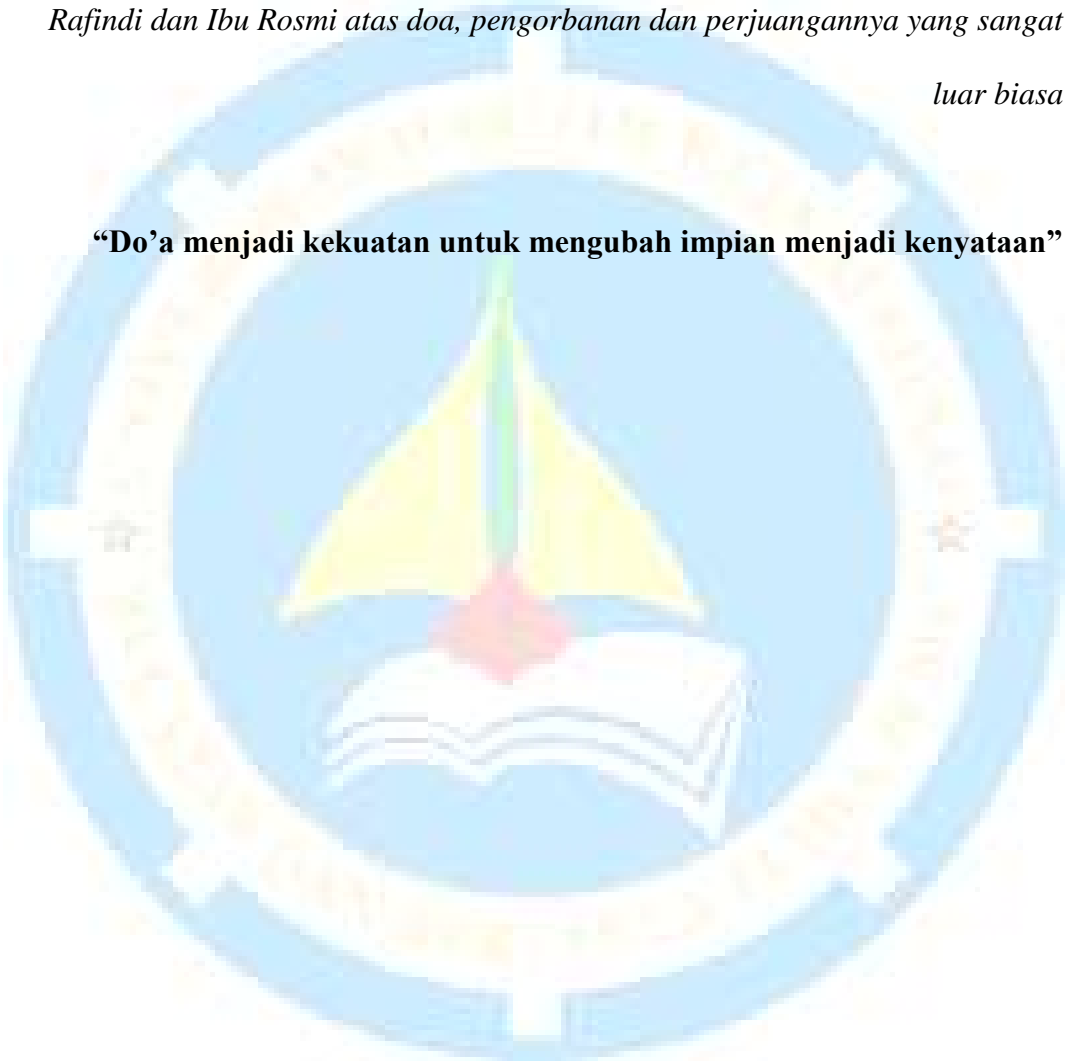 Rafindi dan Ibu Rosmi atas doa, pengorbanan dan perjuangannya yang sangat
luar biasa
“Do’a menjadi kekuatan untuk mengubah impian menjadi kenyataan”